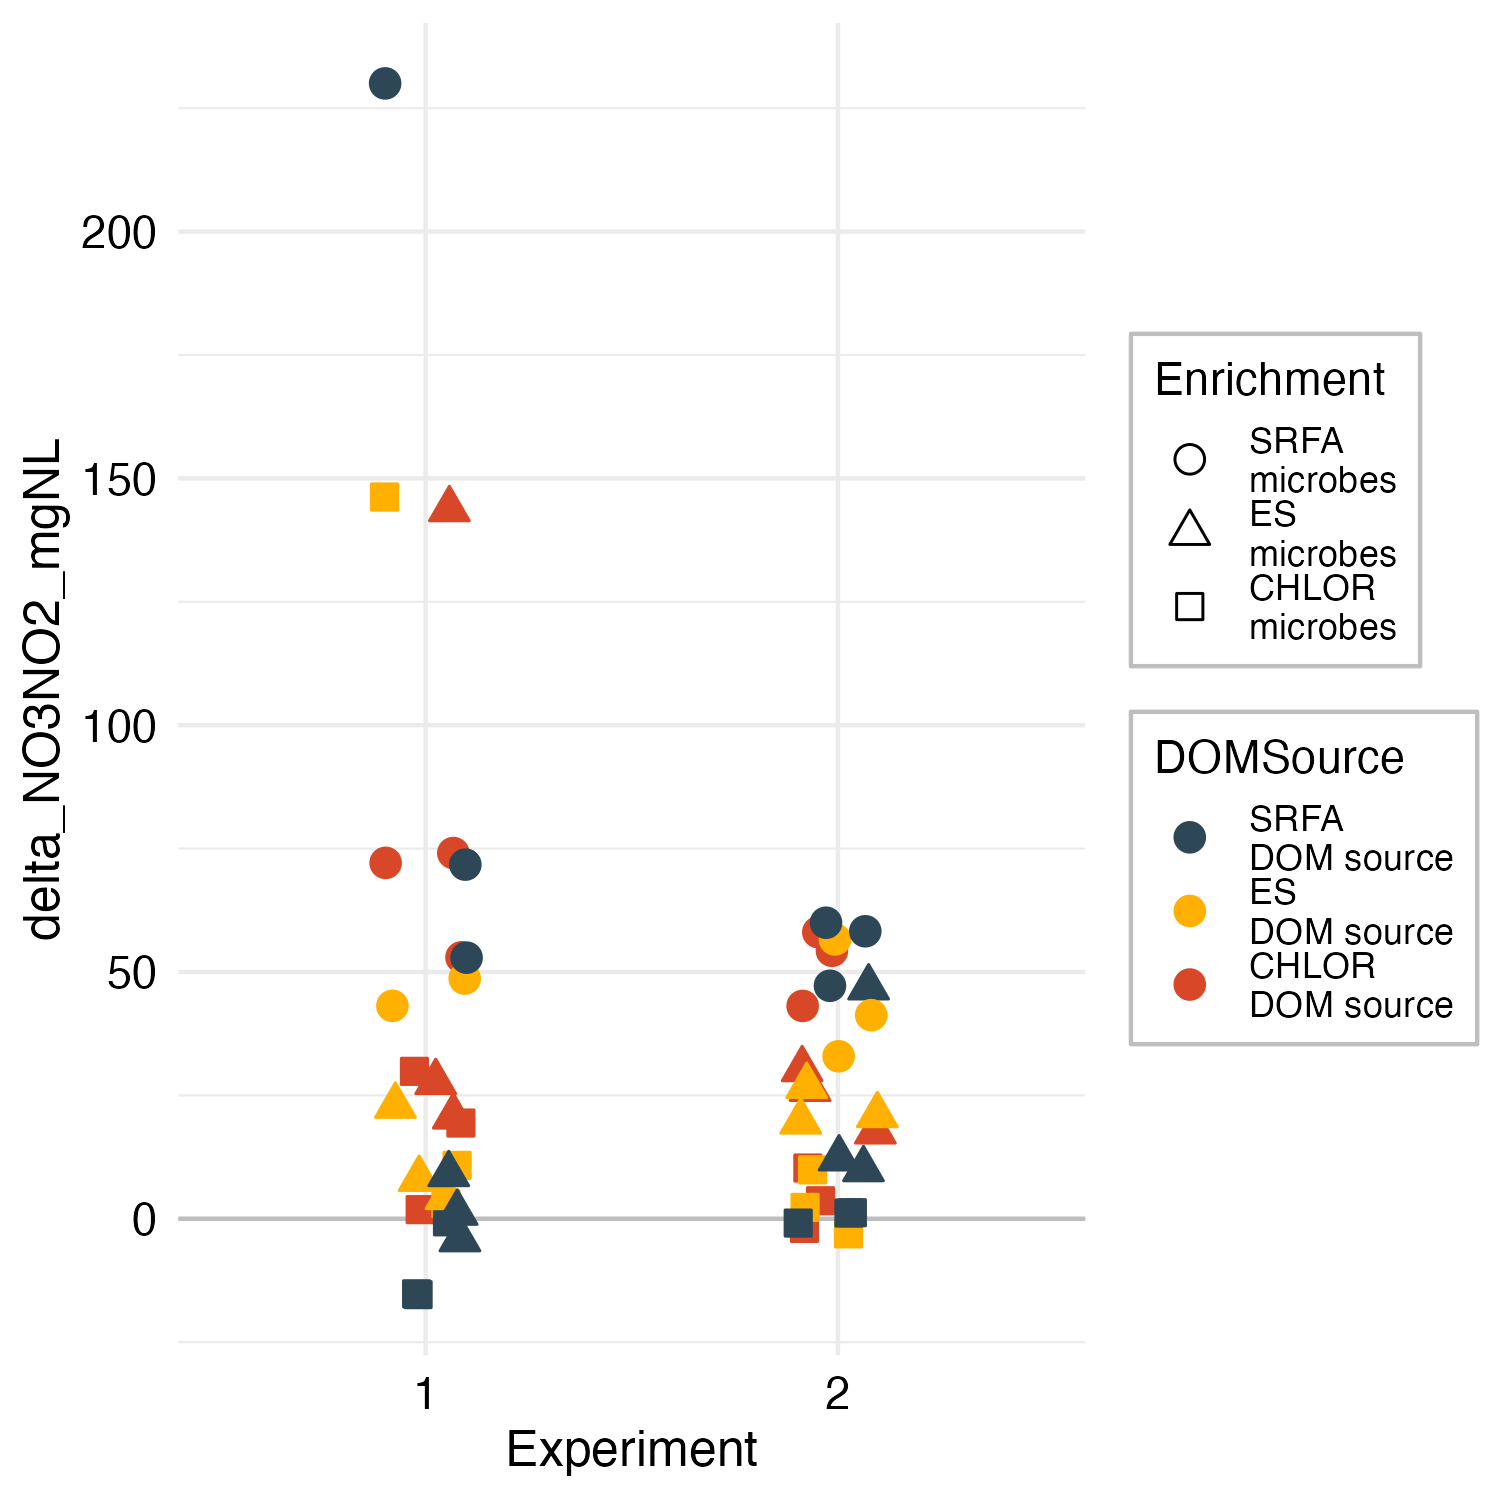 delta_NO3NO2_mgNL
200
150
100
50
0
1
2
Experiment
Enrichment
SRFA
microbes
ES
microbes
CHLOR
microbes
DOMSource
SRFA
DOM source
ES
DOM source
CHLOR
DOM source